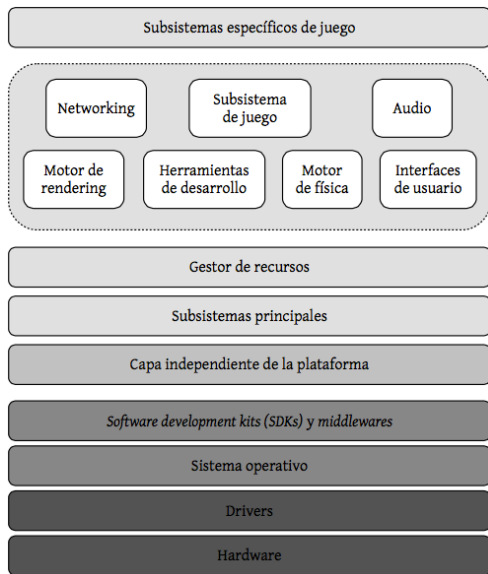 Subsistemas específicos de juego
Networking
Subsistema
de juego
Audio
Motor de
rendering
Herramientas
de desarrollo
Motor
de física
Interfaces
de usuario
Gestor de recursos
Subsistemas principales
Capa independiente de la plataforma
Software development kits (SDKs) y middlewares
Sistema operativo
Drivers
Hardware